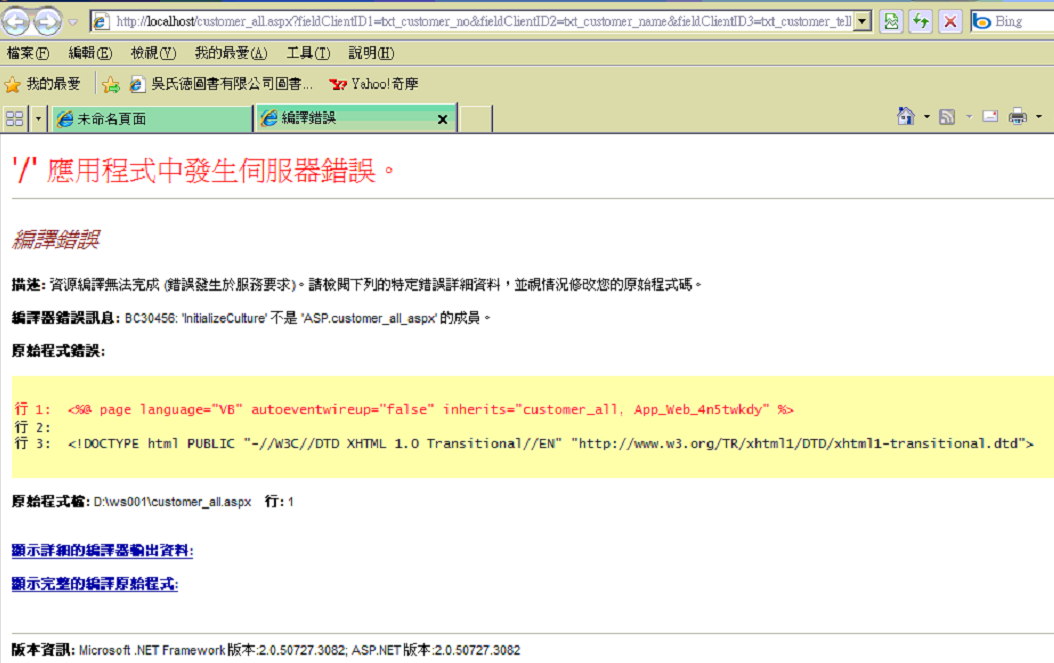 http://localhost/customer_all.aspx?fieldClientID1=txt_customer_no&fieldClientID2=txt_customer_name&fieldClientID3=txt_customer_tell
Bing
檔案(F) 編輯(E) 檢視(V) 我的最愛(A) 工具(T) 說明(H)
我的最愛 吳氏德圖書有限公司圖書... Yahoo!奇摩
未命名頁面 編譯錯誤
'/' 應用程式中發生伺服器錯誤。
編譯錯誤
描述: 資源編譯無法完成 (錯誤發生於服務要求)。請檢閱下列的特定錯誤詳細資料，並視情況修改您的原始程式碼。
編譯器錯誤訊息: BC30456: 'InitializeCulture' 不是 'ASP.customer_all_aspx' 的成員。
原始程式錯誤:
行 1: <%@ page language="VB" autoeventwireup="false" inherits="customer_all, App_Web_4n5twkdy" %>
行 2:
行 3: <!DOCTYPE html PUBLIC "-//W3C//DTD XHTML 1.0 Transitional//EN" "http://www.w3.org/TR/xhtml1/DTD/xhtml1-transitional.dtd">
原始程式檔: D:\ws001\customer_all.aspx 行: 1
顯示詳細的編譯器輸出資料:
顯示完整的編譯原始程式:
版本資訊: Microsoft .NET Framework 版本:2.0.50727.3082; ASP.NET 版本:2.0.50727.3082